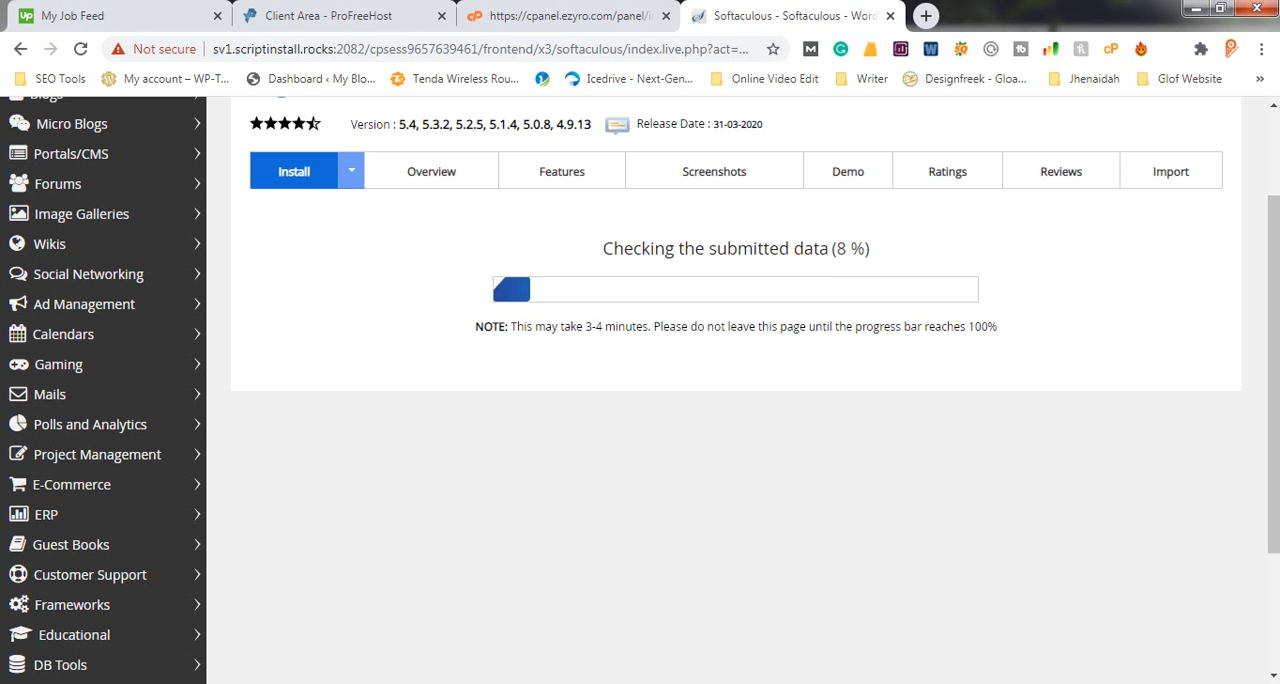 My Job Feed
Client Area - ProFreeHost
https://cpanel.ezyro.com/panel/i
Softaculous - Softaculous - Word
Not secure
sv1.scriptinstall.rocks:2082/cpsess9657639461/frontend/x3/softaculous/index.live.php?act=...
SEO Tools
My account – WP-T...
Dashboard ‹ My Blo...
Tenda Wireless Rou...
Icedrive - Next-Gen...
Online Video Edit
Writer
Designfreek - Gloa...
Jhenadah
Glof Website
»
Micro Blogs
Portals/CMS
Forums
Image Galleries
Wikis
Social Networking
Ad Management
Calendars
Gaming
Mails
Polls and Analytics
Project Management
E-Commerce
ERP
Guest Books
Customer Support
Frameworks
Educational
DB Tools
Version : 5.4, 5.3.2, 5.2.5, 5.1.4, 5.0.8, 4.9.13
Release Date : 31-03-2020
Install
Overview
Features
Screenshots
Demo
Ratings
Reviews
Import
Checking the submitted data (8 %)
NOTE: This may take 3-4 minutes. Please do not leave this page until the progress bar reaches 100%